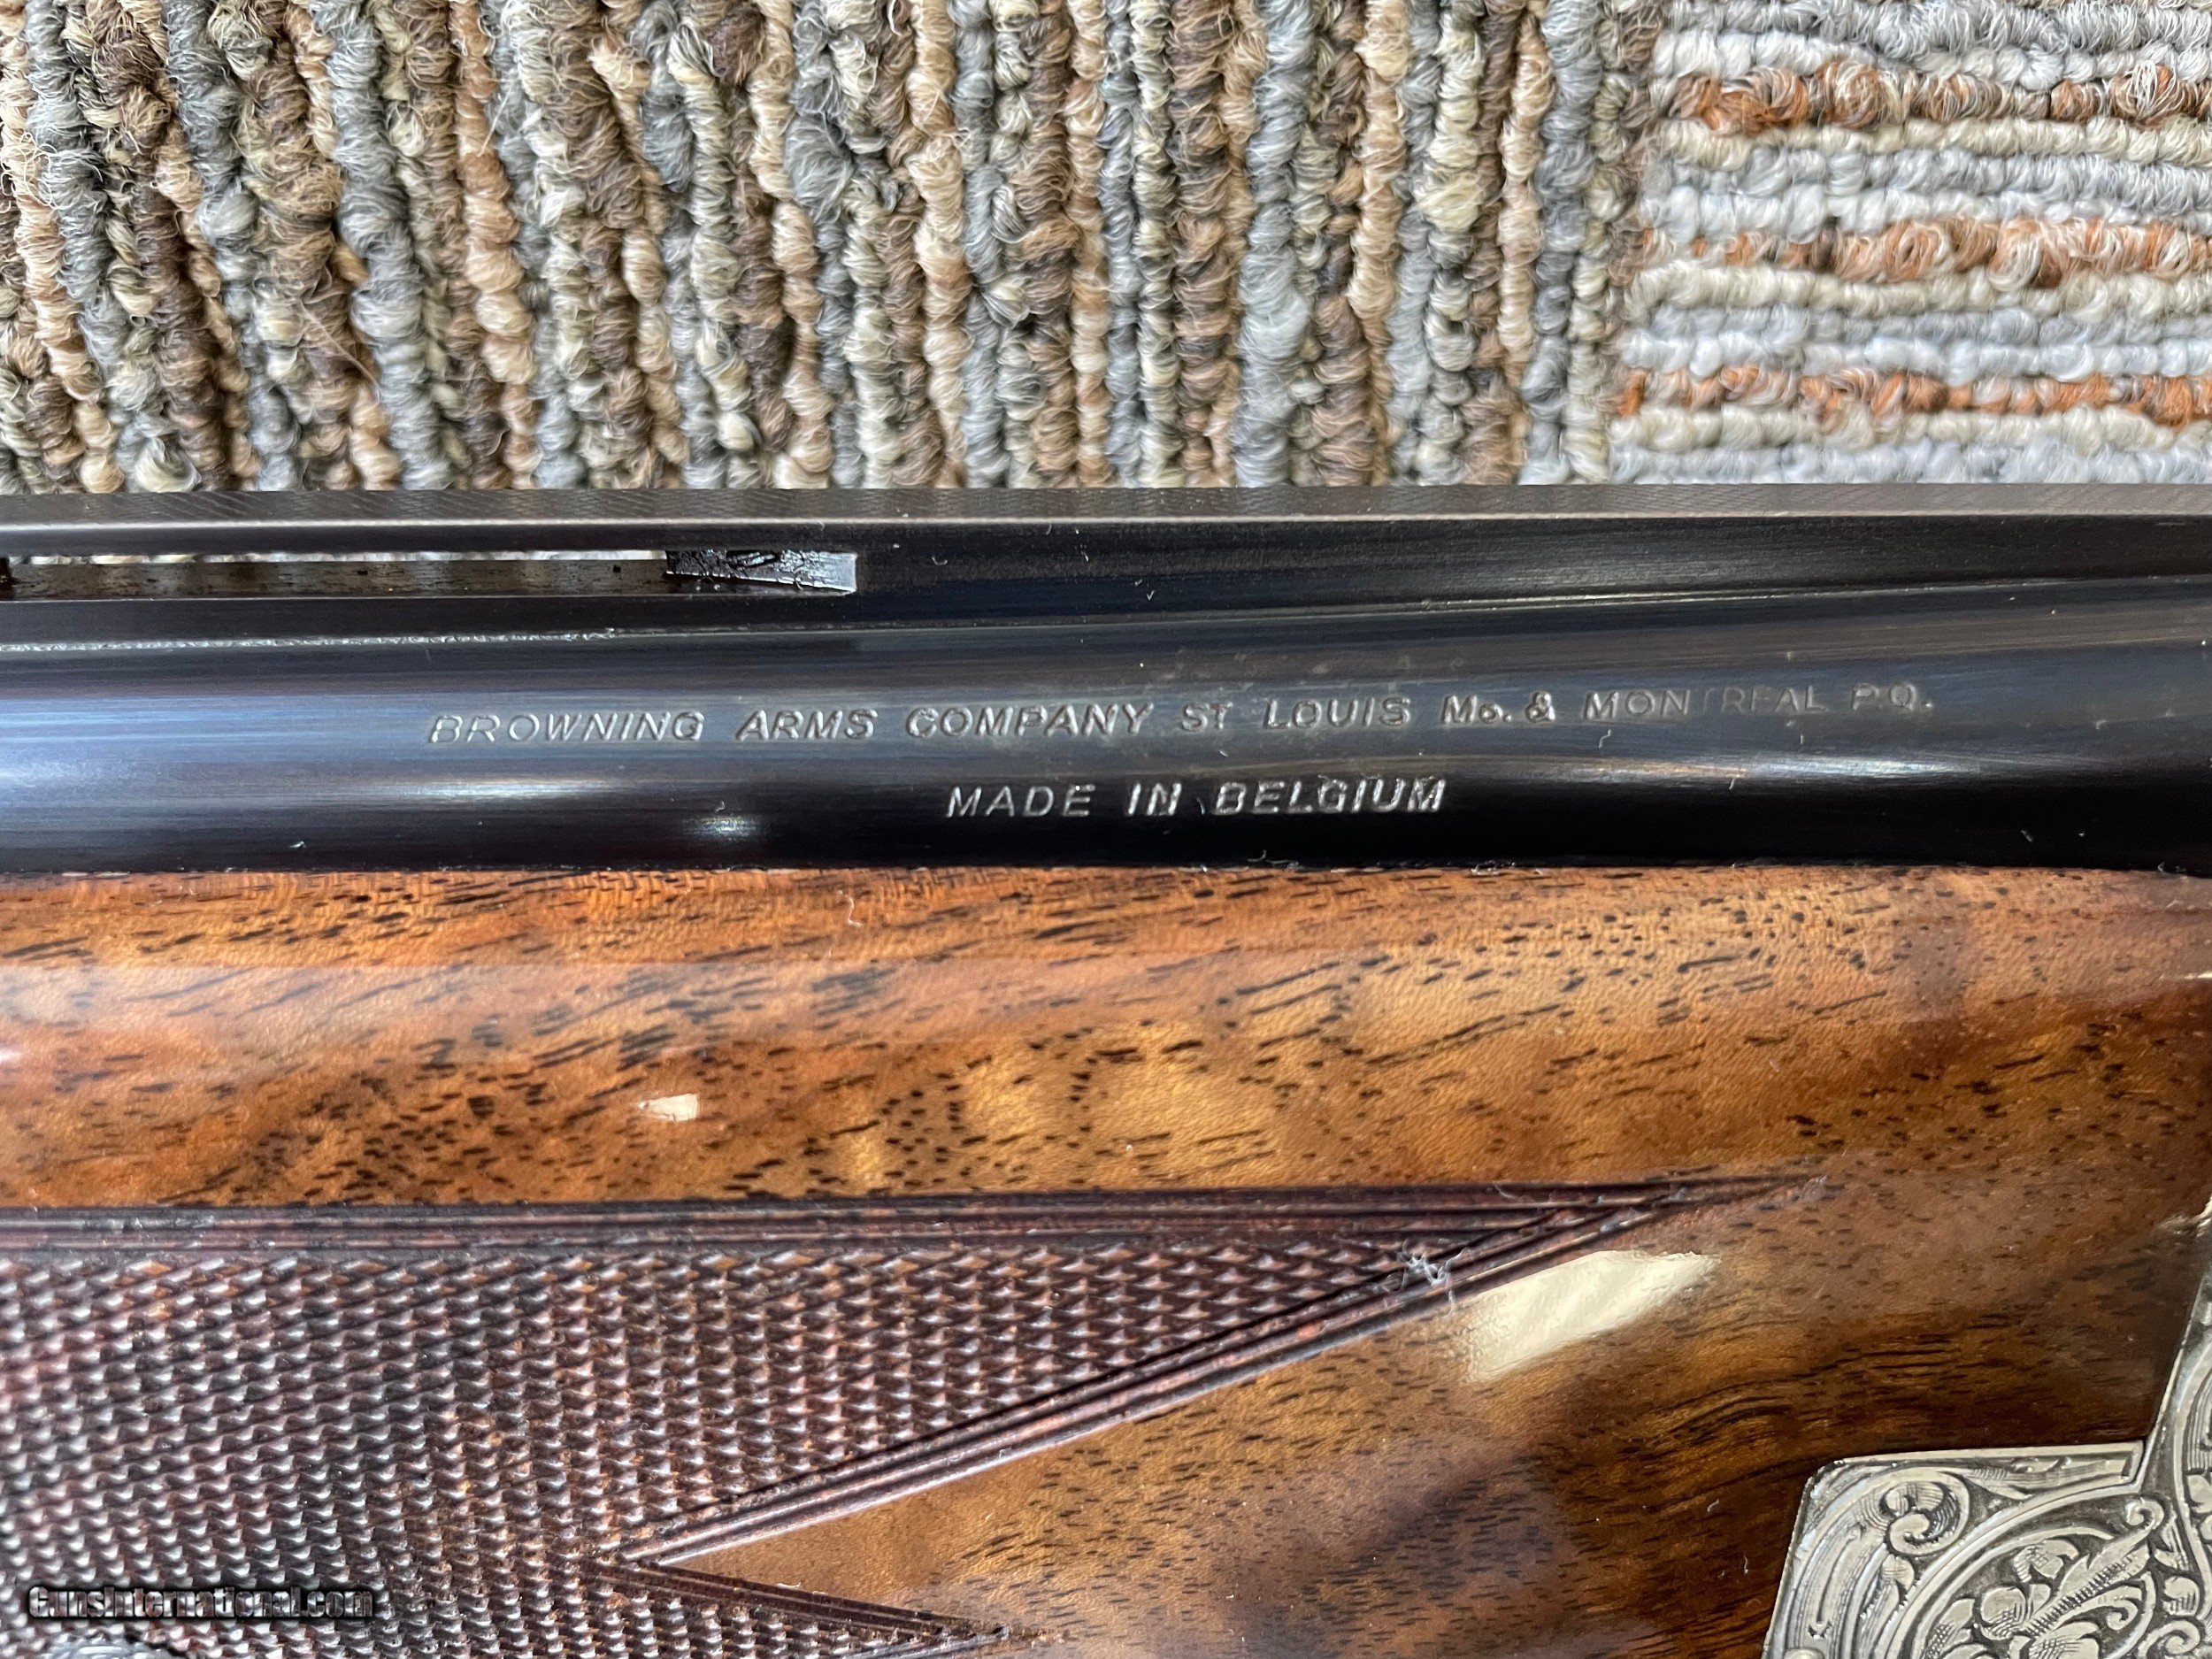 BROWNING ARMS COMPANY ST LOUIS Mo. & MONTREAL P.Q.
MADE IN BELGIUM
GunsInternational.com